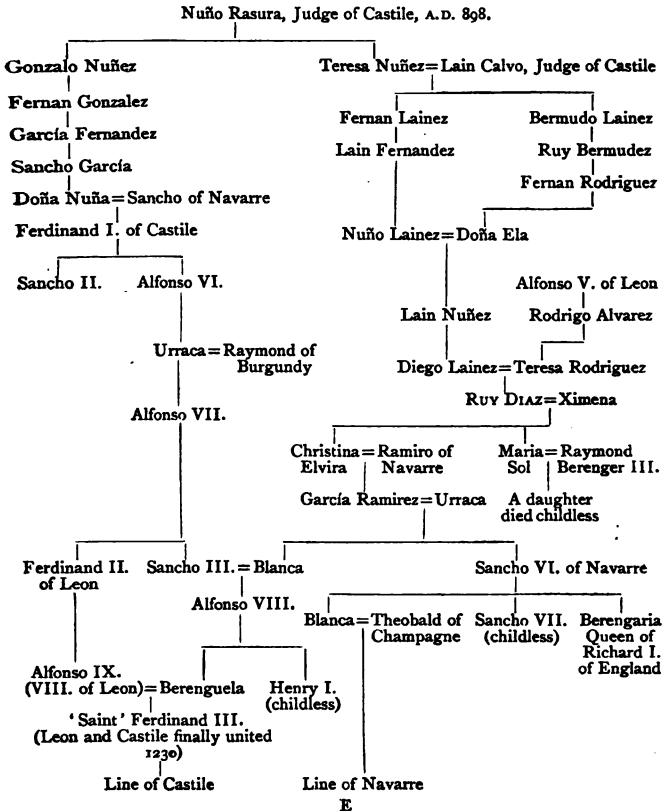 Nuño Rasura, Judge of Castile, A.D. 898.
Gonzalo Nuñez Teresa Nuñez=Lain Calvo, Judge of Castile
Fernan Gonzalez
Fernan Lainez Bermudo Lainez
García Fernandez
Lain Fernandez Ruy Bermudez
Sancho García
Fernan Rodriguez
Doña Nuña=Sancho of Navarre
Ferdinand I. of Castile Nuño Lainez=Doña Ela
Sancho II. Alfonso VI. Alfonso V. of Leon
Lain Nuñez Rodrigo Alvarez
Urraca=Raymond of
Burgundy
Diego Lainez=Teresa Rodriguez
RUY DIAZ=Ximena
Alfonso VII.
Christina=Ramiro of Maria=Raymond
Elvira Navarre Sol Berenger III.
García Ramirez=Urraca A daughter
died childless
Ferdinand II. Sancho III.=Blanca Sancho VI. of Navarre
of Leon
Alfonso VIII.
Blanca=Theobald of Sancho VII. Berengaria
Champagne (childless) Queen of
Richard I.
of England
Alfonso IX.
(VIII. of Leon)=Berenguela Henry I.
(childless)
'Saint' Ferdinand III.
(Leon and Castile finally united
1230)
Line of Castile Line of Navarre
E